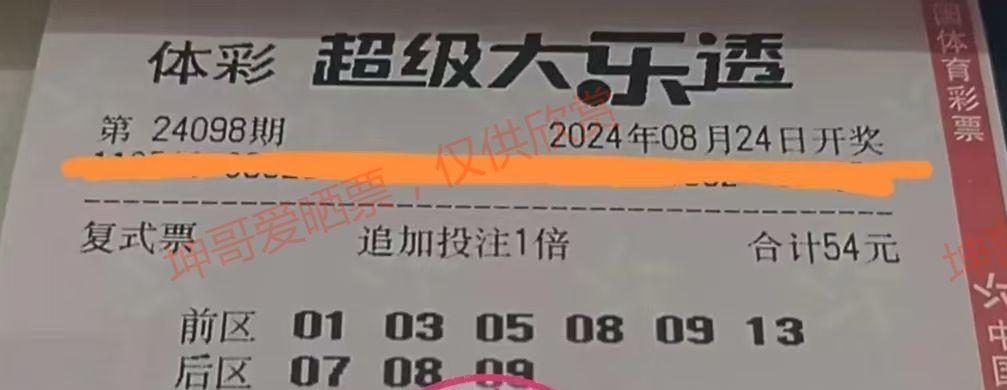 体彩 超级大乐透
第 24098期 2024年08月24日开奖
复式票 追加投注1倍 合计54元
前区 01 03 05 08 09 13
后区 07 08 09
国体育彩票
坤哥爱晒票,仅供欣赏
坤哥